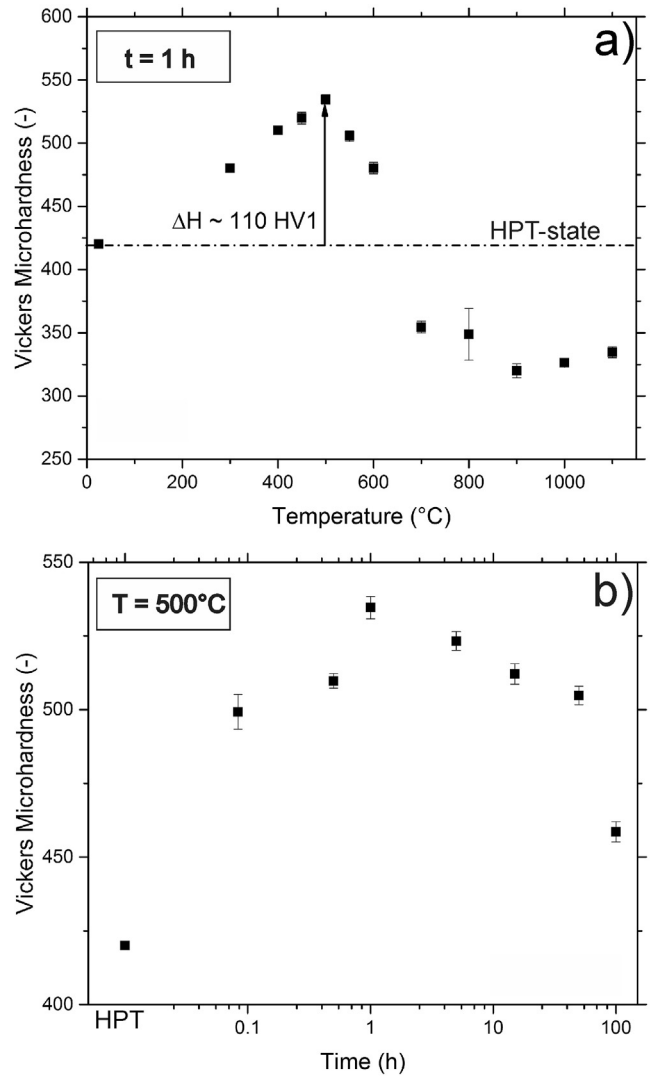 600
a)
t = 1 h
550
500
450
ΔH ~ 110 HV1
HPT-state
400
350
300
250
Vickers Microhardness (-)
0
200
400
600
800
1000
Temperature (°C)
550
b)
T = 500°C
500
450
400
Vickers Microhardness (-)
HPT
0.1
1
10
100
Time (h)